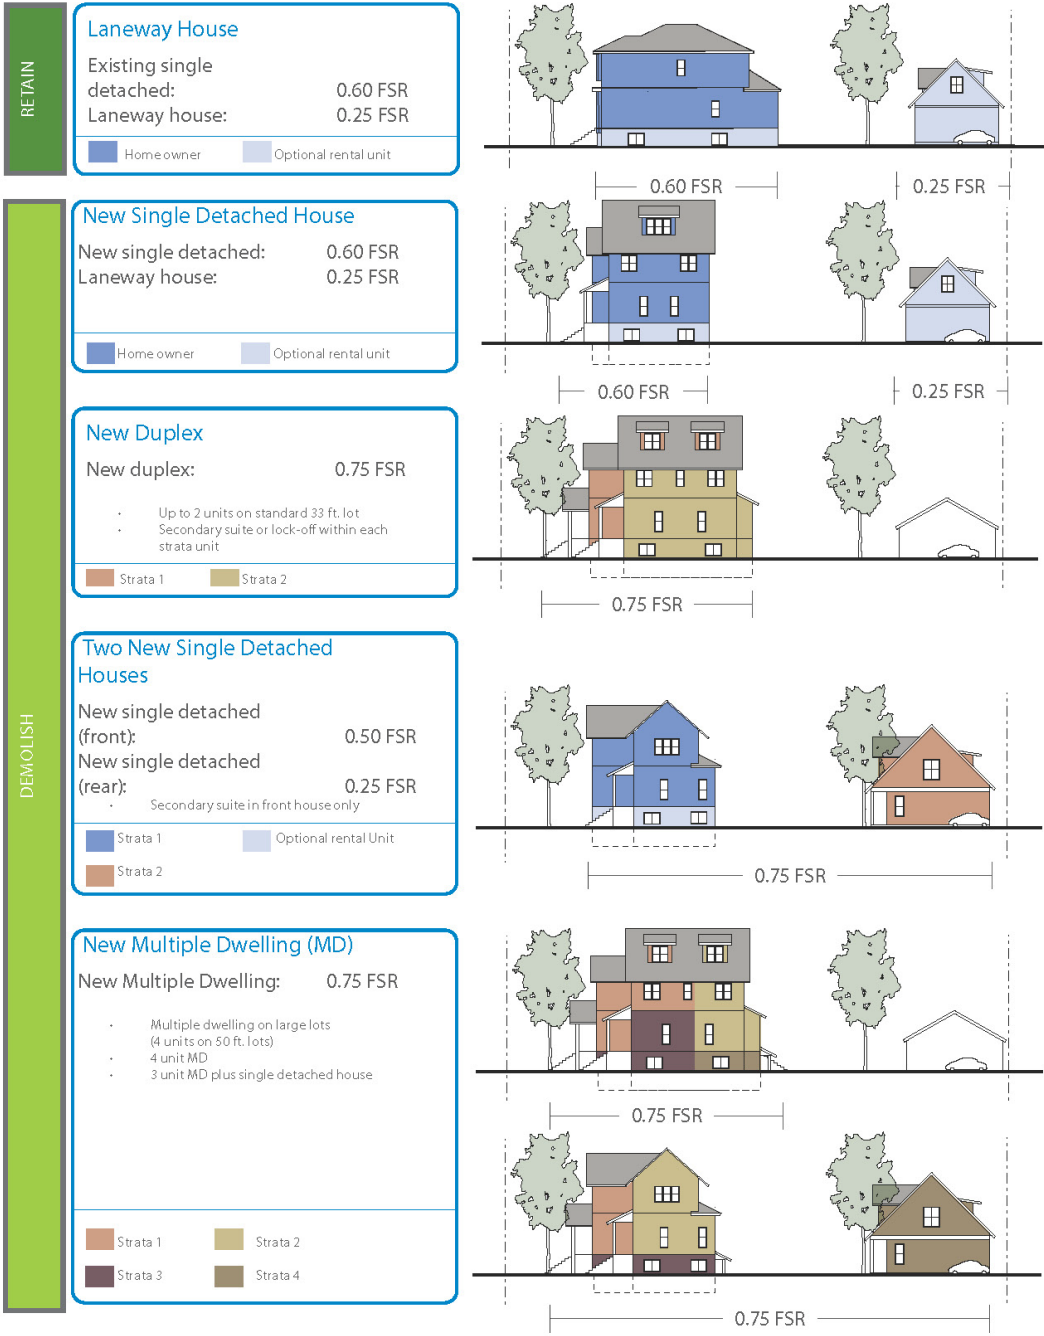 RETAIN
Laneway House
Existing single
detached: 0.60 FSR
Laneway house: 0.25 FSR
Home owner Optional rental unit
0.60 FSR 0.25 FSR
DEMOLISH
New Single Detached House
New single detached: 0.60 FSR
Laneway house: 0.25 FSR
Home owner Optional rental unit
0.60 FSR 0.25 FSR
New Duplex
New duplex: 0.75 FSR
· Up to 2 units on standard 33 ft. lot
· Secondary suite or lock-off within each
strata unit
Strata 1 Strata 2
0.75 FSR
Two New Single Detached
Houses
New single detached
(front): 0.50 FSR
New single detached
(rear): 0.25 FSR
· Secondary suite in front house only
Strata 1 Optional rental Unit
Strata 2
0.75 FSR
New Multiple Dwelling (MD)
New Multiple Dwelling: 0.75 FSR
· Multiple dwelling on large lots
(4 units on 50 ft. lots)
· 4 unit MD
· 3 unit MD plus single detached house
0.75 FSR
Strata 1 Strata 2
Strata 3 Strata 4
0.75 FSR